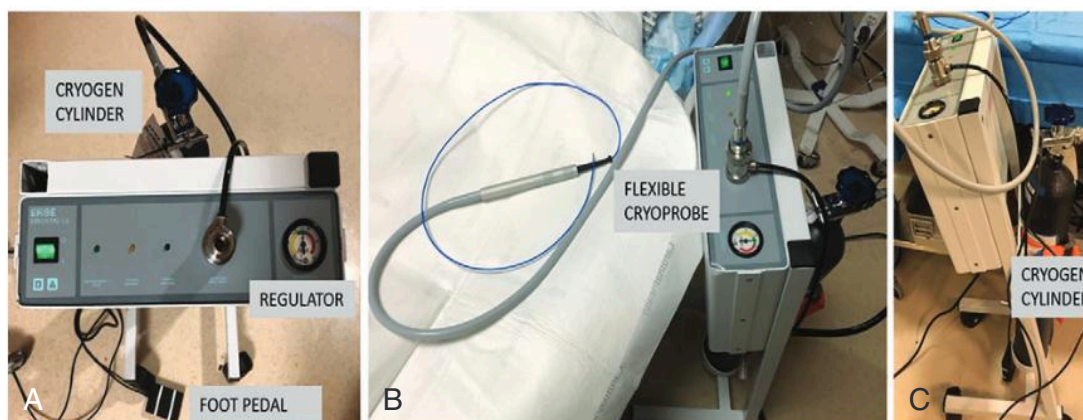 CRYOGEN
CYLINDER
ERBE
REGULATOR
FOOT PEDAL
A
FLEXIBLE
CRYOPROBE
B
CRYOGEN
CYLINDER
C